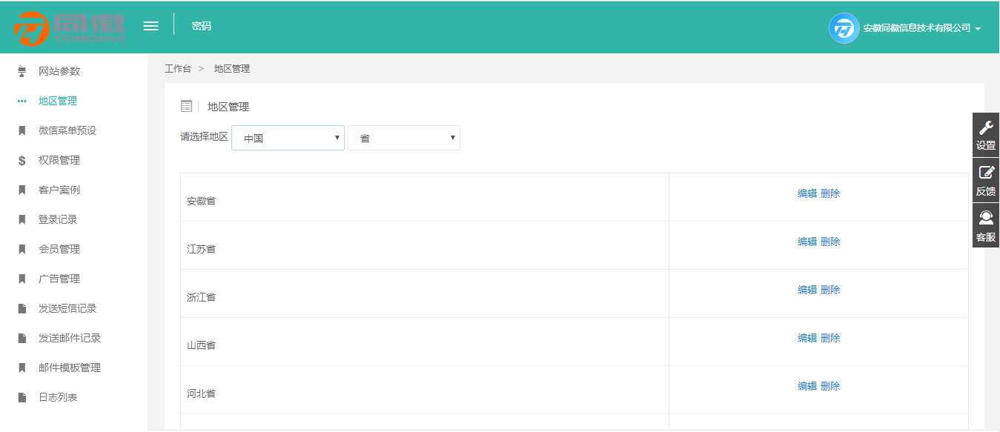 同徽
TONGHUI
密码
安徽同徽信息技术有限公司
网站参数
地区管理
微信菜单预设
权限管理
客户案例
登录记录
会员管理
广告管理
发送短信记录
发送邮件记录
邮件模板管理
日志列表
工作台 > 地区管理
地区管理
请选择地区 中国 省
安徽省 编辑 删除
江苏省 编辑 删除
浙江省 编辑 删除
山西省 编辑 删除
河北省 编辑 删除
设置
反馈
客服